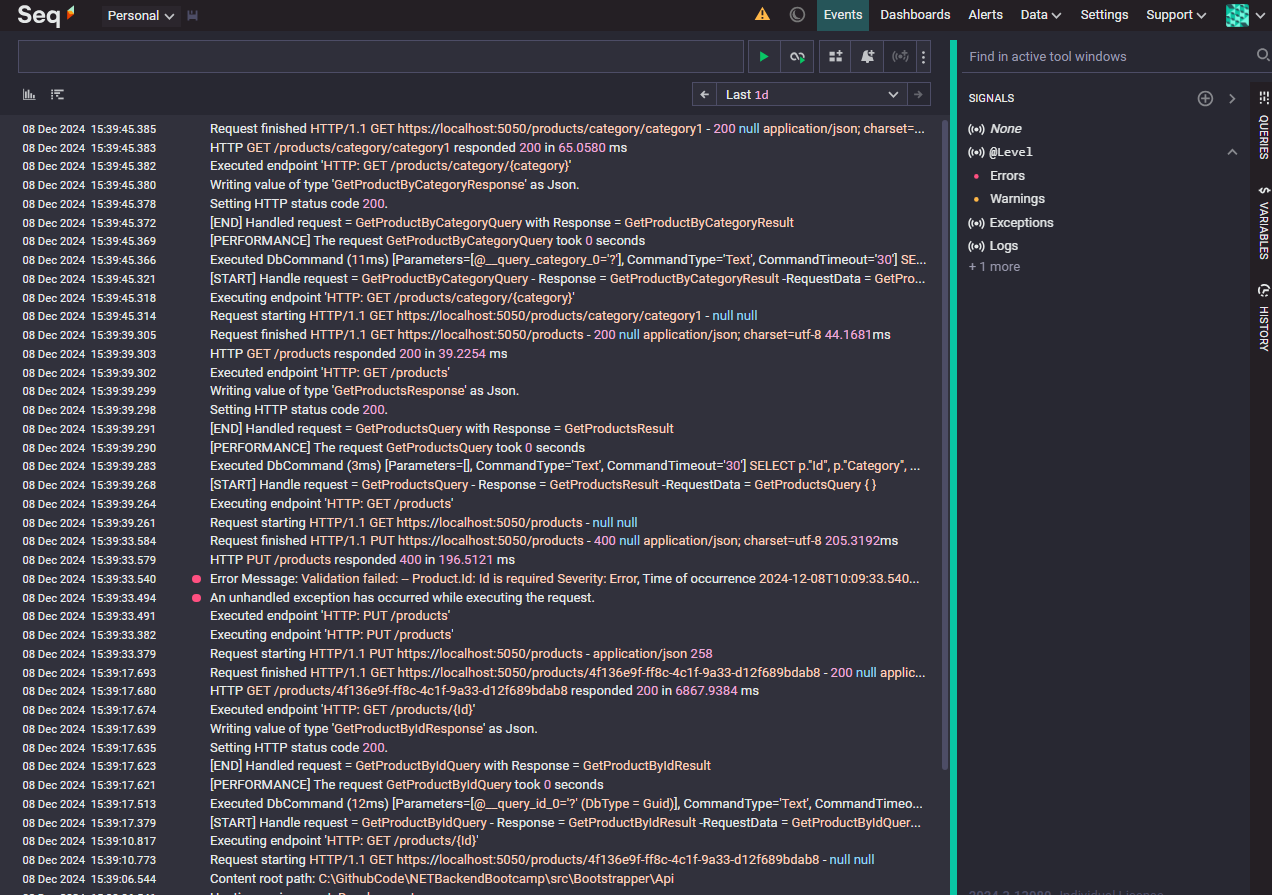 Seq
Personal
Events
Dashboards
Alerts
Data
Settings
Support
Last 1d
Find in active tool windows
SIGNALS
None
@Level
Errors
Warnings
Exceptions
Logs
+ 1 more
QUERIES
$ VARIABLES
HISTORY
08 Dec 2024 15:39:45.385 Request finished HTTP/1.1 GET https://localhost:5050/products/category/category1 - 200 null application/json; charset=...
08 Dec 2024 15:39:45.383 HTTP GET /products/category/category1 responded 200 in 65.0580 ms
08 Dec 2024 15:39:45.382 Executed endpoint 'HTTP: GET /products/category/{category}'
08 Dec 2024 15:39:45.380 Writing value of type 'GetProductByCategoryResponse' as Json.
08 Dec 2024 15:39:45.378 Setting HTTP status code 200.
08 Dec 2024 15:39:45.372 [END] Handled request = GetProductByCategoryQuery with Response = GetProductByCategoryResult
08 Dec 2024 15:39:45.369 [PERFORMANCE] The request GetProductByCategoryQuery took 0 seconds
08 Dec 2024 15:39:45.366 Executed DbCommand (11ms) [Parameters=[@__query_category_0='?'], CommandType='Text', CommandTimeout='30'] SE...
08 Dec 2024 15:39:45.321 [START] Handle request = GetProductByCategoryQuery - Response = GetProductByCategoryResult -RequestData = GetPro...
08 Dec 2024 15:39:45.318 Executing endpoint 'HTTP: GET /products/category/{category}'
08 Dec 2024 15:39:45.314 Request starting HTTP/1.1 GET https://localhost:5050/products/category/category1 - null null
08 Dec 2024 15:39:39.305 Request finished HTTP/1.1 GET https://localhost:5050/products - 200 null application/json; charset=utf-8 44.1681ms
08 Dec 2024 15:39:39.303 HTTP GET /products responded 200 in 39.2254 ms
08 Dec 2024 15:39:39.302 Executed endpoint 'HTTP: GET /products'
08 Dec 2024 15:39:39.299 Writing value of type 'GetProductsResponse' as Json.
08 Dec 2024 15:39:39.298 Setting HTTP status code 200.
08 Dec 2024 15:39:39.291 [END] Handled request = GetProductsQuery with Response = GetProductsResult
08 Dec 2024 15:39:39.290 [PERFORMANCE] The request GetProductsQuery took 0 seconds
08 Dec 2024 15:39:39.283 Executed DbCommand (3ms) [Parameters=[], CommandType='Text', CommandTimeout='30'] SELECT p."Id", p."Category", ...
08 Dec 2024 15:39:39.268 [START] Handle request = GetProductsQuery - Response = GetProductsResult -RequestData = GetProductsQuery { }
08 Dec 2024 15:39:39.264 Executing endpoint 'HTTP: GET /products'
08 Dec 2024 15:39:39.261 Request starting HTTP/1.1 GET https://localhost:5050/products - null null
08 Dec 2024 15:39:33.584 Request finished HTTP/1.1 PUT https://localhost:5050/products - 400 null application/json; charset=utf-8 205.3192ms
08 Dec 2024 15:39:33.579 HTTP PUT /products responded 400 in 196.5121 ms
08 Dec 2024 15:39:33.540 Error Message: Validation failed: -- Product.Id: Id is required Severity: Error, Time of occurrence 2024-12-08T10:09:33.540...
08 Dec 2024 15:39:33.494 An unhandled exception has occurred while executing the request.
08 Dec 2024 15:39:33.491 Executed endpoint 'HTTP: PUT /products'
08 Dec 2024 15:39:33.382 Executing endpoint 'HTTP: PUT /products'
08 Dec 2024 15:39:33.379 Request starting HTTP/1.1 PUT https://localhost:5050/products - application/json 258
08 Dec 2024 15:39:17.693 Request finished HTTP/1.1 GET https://localhost:5050/products/4f136e9f-ff8c-4c1f-9a33-d12f689bdab8 - 200 null applic...
08 Dec 2024 15:39:17.680 HTTP GET /products/4f136e9f-ff8c-4c1f-9a33-d12f689bdab8 responded 200 in 6867.9384 ms
08 Dec 2024 15:39:17.674 Executed endpoint 'HTTP: GET /products/{Id}'
08 Dec 2024 15:39:17.639 Writing value of type 'GetProductByIdResponse' as Json.
08 Dec 2024 15:39:17.635 Setting HTTP status code 200.
08 Dec 2024 15:39:17.623 [END] Handled request = GetProductByIdQuery with Response = GetProductByIdResult
08 Dec 2024 15:39:17.621 [PERFORMANCE] The request GetProductByIdQuery took 0 seconds
08 Dec 2024 15:39:17.513 Executed DbCommand (12ms) [Parameters=[@__query_id_0='?' (DbType = Guid)], CommandType='Text', CommandTimeo...
08 Dec 2024 15:39:17.379 [START] Handle request = GetProductByIdQuery - Response = GetProductByIdResult -RequestData = GetProductByIdQuer...
08 Dec 2024 15:39:10.817 Executing endpoint 'HTTP: GET /products/{Id}'
08 Dec 2024 15:39:10.773 Request starting HTTP/1.1 GET https://localhost:5050/products/4f136e9f-ff8c-4c1f-9a33-d12f689bdab8 - null null
08 Dec 2024 15:39:06.544 Content root path: C:\GithubCode\NETBackendBootcamp\src\Bootstrapper\Api